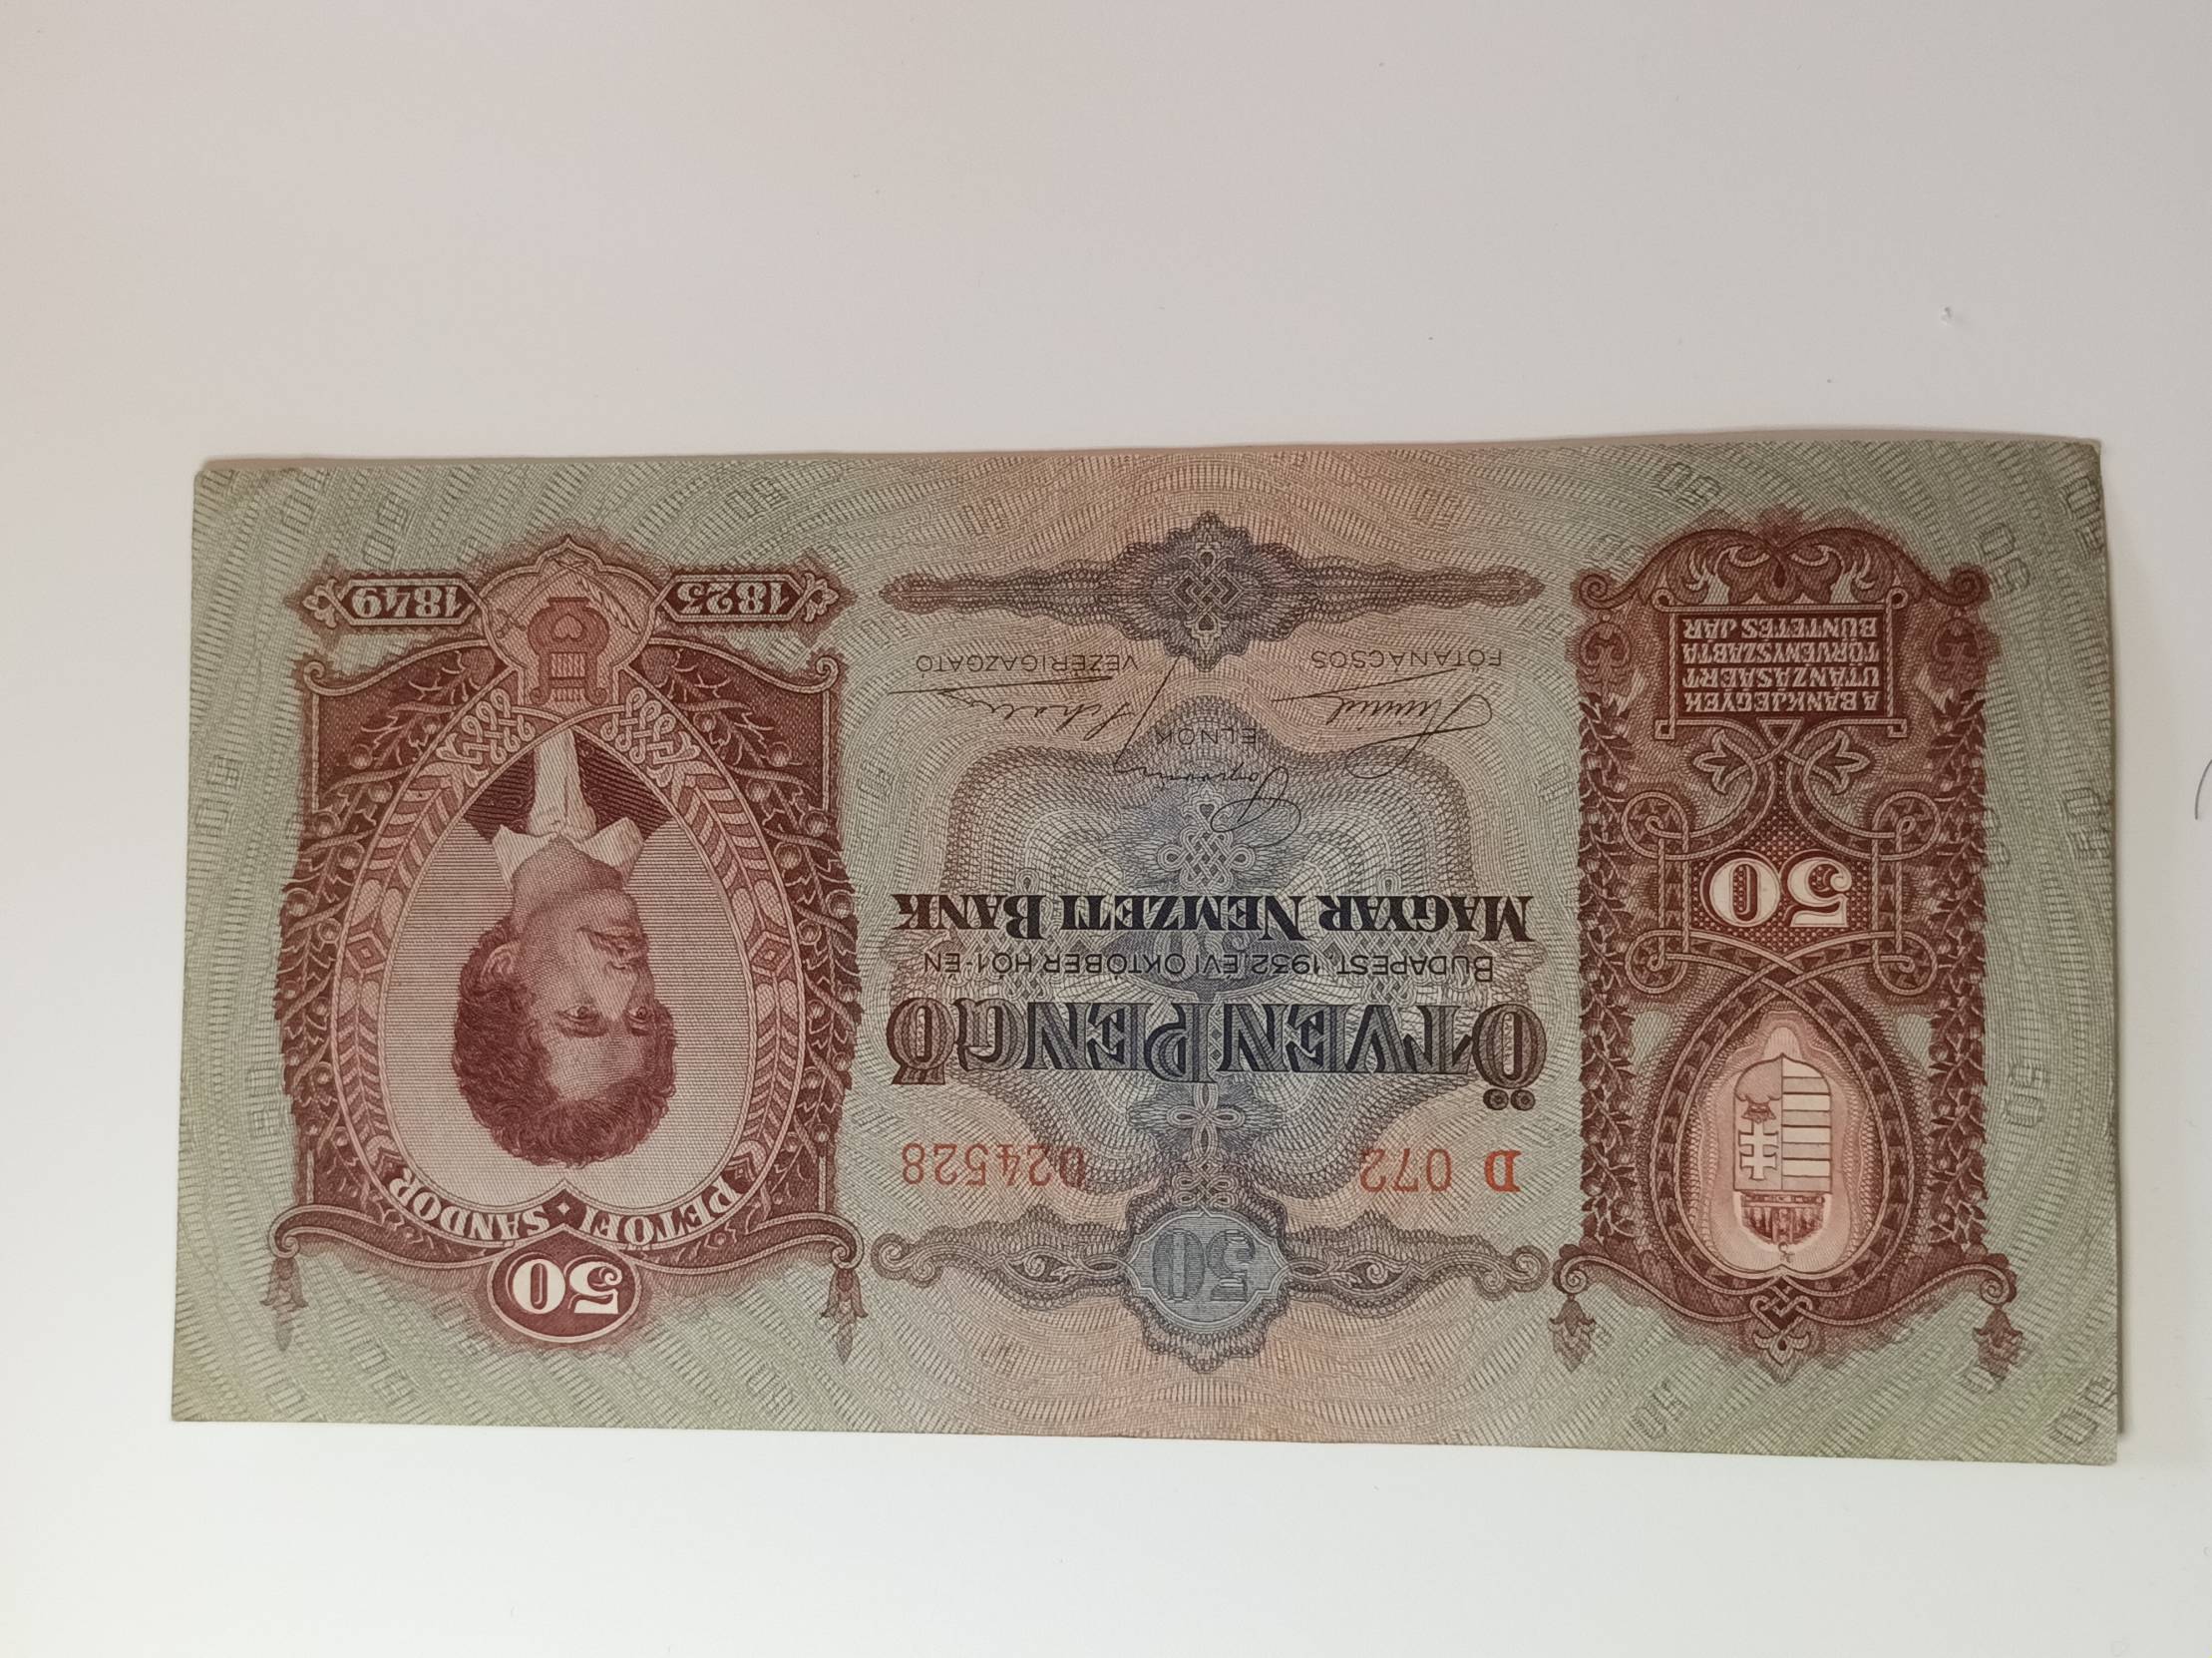 50
PETŐFI • SÁNDOR
1823
1849
50
D 072
024528
ÖTVEN PENGŐ
BUDAPEST, 1932. ÉVI OKTÓBER HÓ 1-ÉN
MAGYAR NEMZETI BANK
ELNÖK
FŐTANÁCSOS
VEZÉRIGAZGATÓ
50
A BANKJEGYEK
UTÁNZÁSÁÉRT
TÖRVÉNYSZABTA
BÜNTETÉS JÁR